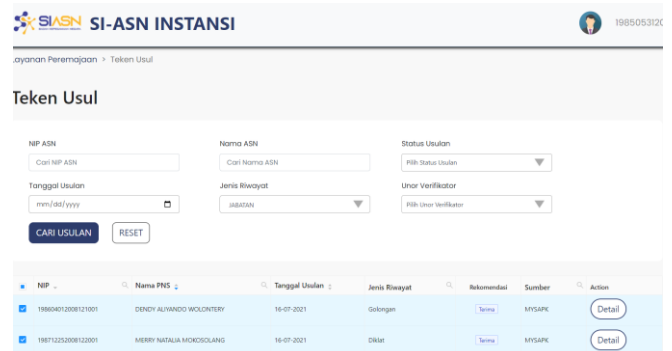 SIASN SI-ASN INSTANSI 1985053120
ayanan Peremajaan > Teken Usul
Teken Usul
NIP ASN Nama ASN Status Usulan
Cari NIP ASN Cari Nama ASN Pilih Status Usulan
Tanggal Usulan Jenis Riwayat Unor Verifikator
mm/dd/yyyy JABATAN Pilih Unor Verifikator
CARI USULAN RESET
NIP Nama PNS Tanggal Usulan Jenis Riwayat Rekomendasi Sumber Action
198604012008121001 DENDY ALIYANDO WOLONTERY 16-07-2021 Golongan Terima MYSAPK Detail
198712252008122001 MERRY NATALIA MOKOSOLANG 16-07-2021 Diklat Terima MYSAPK Detail